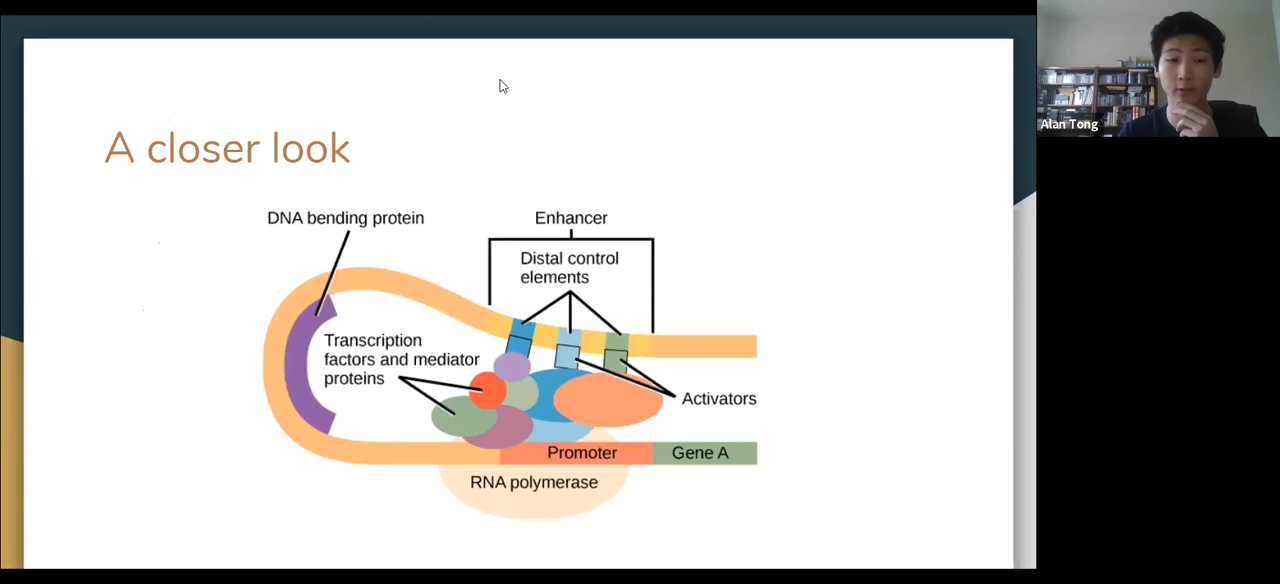 A closer look
DNA bending protein
Enhancer
Distal control
elements
Transcription
factors and mediator
proteins
Activators
Promoter
Gene A
RNA polymerase
Alan Tong